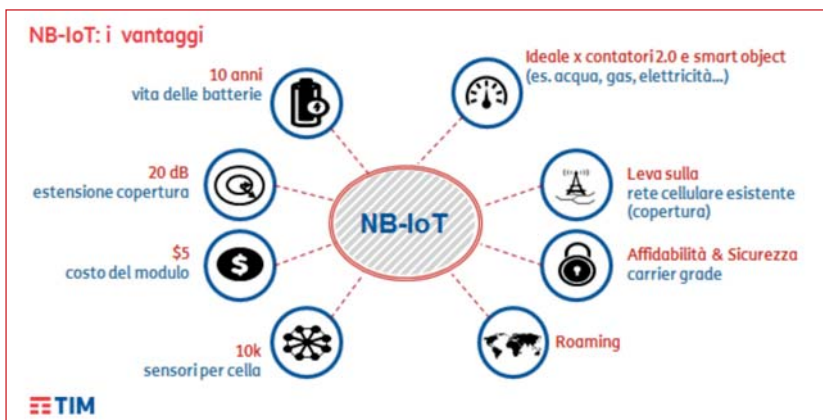 NB-IoT: i vantaggi
10 anni
vita delle batterie
20 dB
estensione copertura
$5
costo del modulo
10k
sensori per cella
NB-IoT
Ideale x contatori 2.0 e smart object
(es. acqua, gas, elettricità...)
Leva sulla
rete cellulare esistente
(copertura)
Affidabilità & Sicurezza
carrier grade
Roaming
TIM